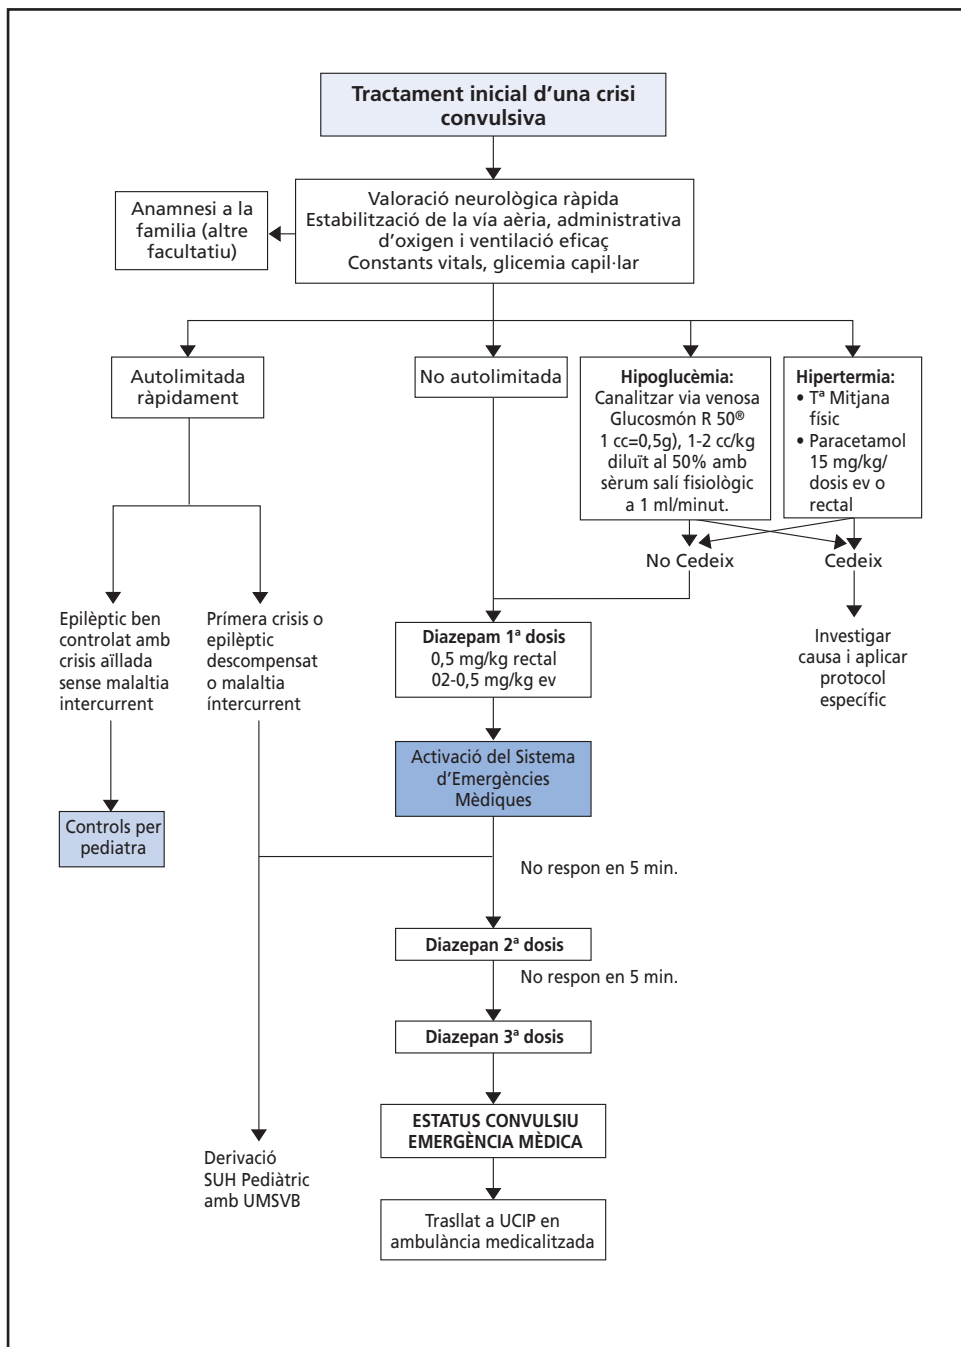 Tractament inicial d’una crisi
convulsiva
Valoració neurològica ràpida
Estabilització de la vía aèria, administrativa
d’oxigen i ventilació eficaç
Constants vitals, glicemia capil·lar
Anamnesi a la
familia (altre
facultatiu)
Autolimitada
ràpidament
No autolimitada
Hipoglucèmia:
Canalitzar via venosa
Glucosmón R 50®
1 cc=0,5g), 1-2 cc/kg
diluït al 50% amb
sèrum salí fisiològic
a 1 ml/minut.
Hipertermia:
• Tª Mitjana
físic
• Paracetamol
15 mg/kg/
dosis ev o
rectal
No Cedeix
Cedeix
Epilèptic ben
controlat amb
crisis aïllada
sense malaltia
intercurrent
Prímera crisis o
epilèptic
descompensat
o malaltia
íntercurrent
Diazepam 1ª dosis
0,5 mg/kg rectal
02-0,5 mg/kg ev
Investigar
causa i aplicar
protocol
específic
Activació del Sistema
d’Emergències
Mèdiques
Controls per
pediatra
No respon en 5 min.
Diazepan 2ª dosis
No respon en 5 min.
Diazepan 3ª dosis
ESTATUS CONVULSIU
EMERGÈNCIA MÈDICA
Derivació
SUH Pediàtric
amb UMSVB
Trasllat a UCIP en
ambulància medicalitzada